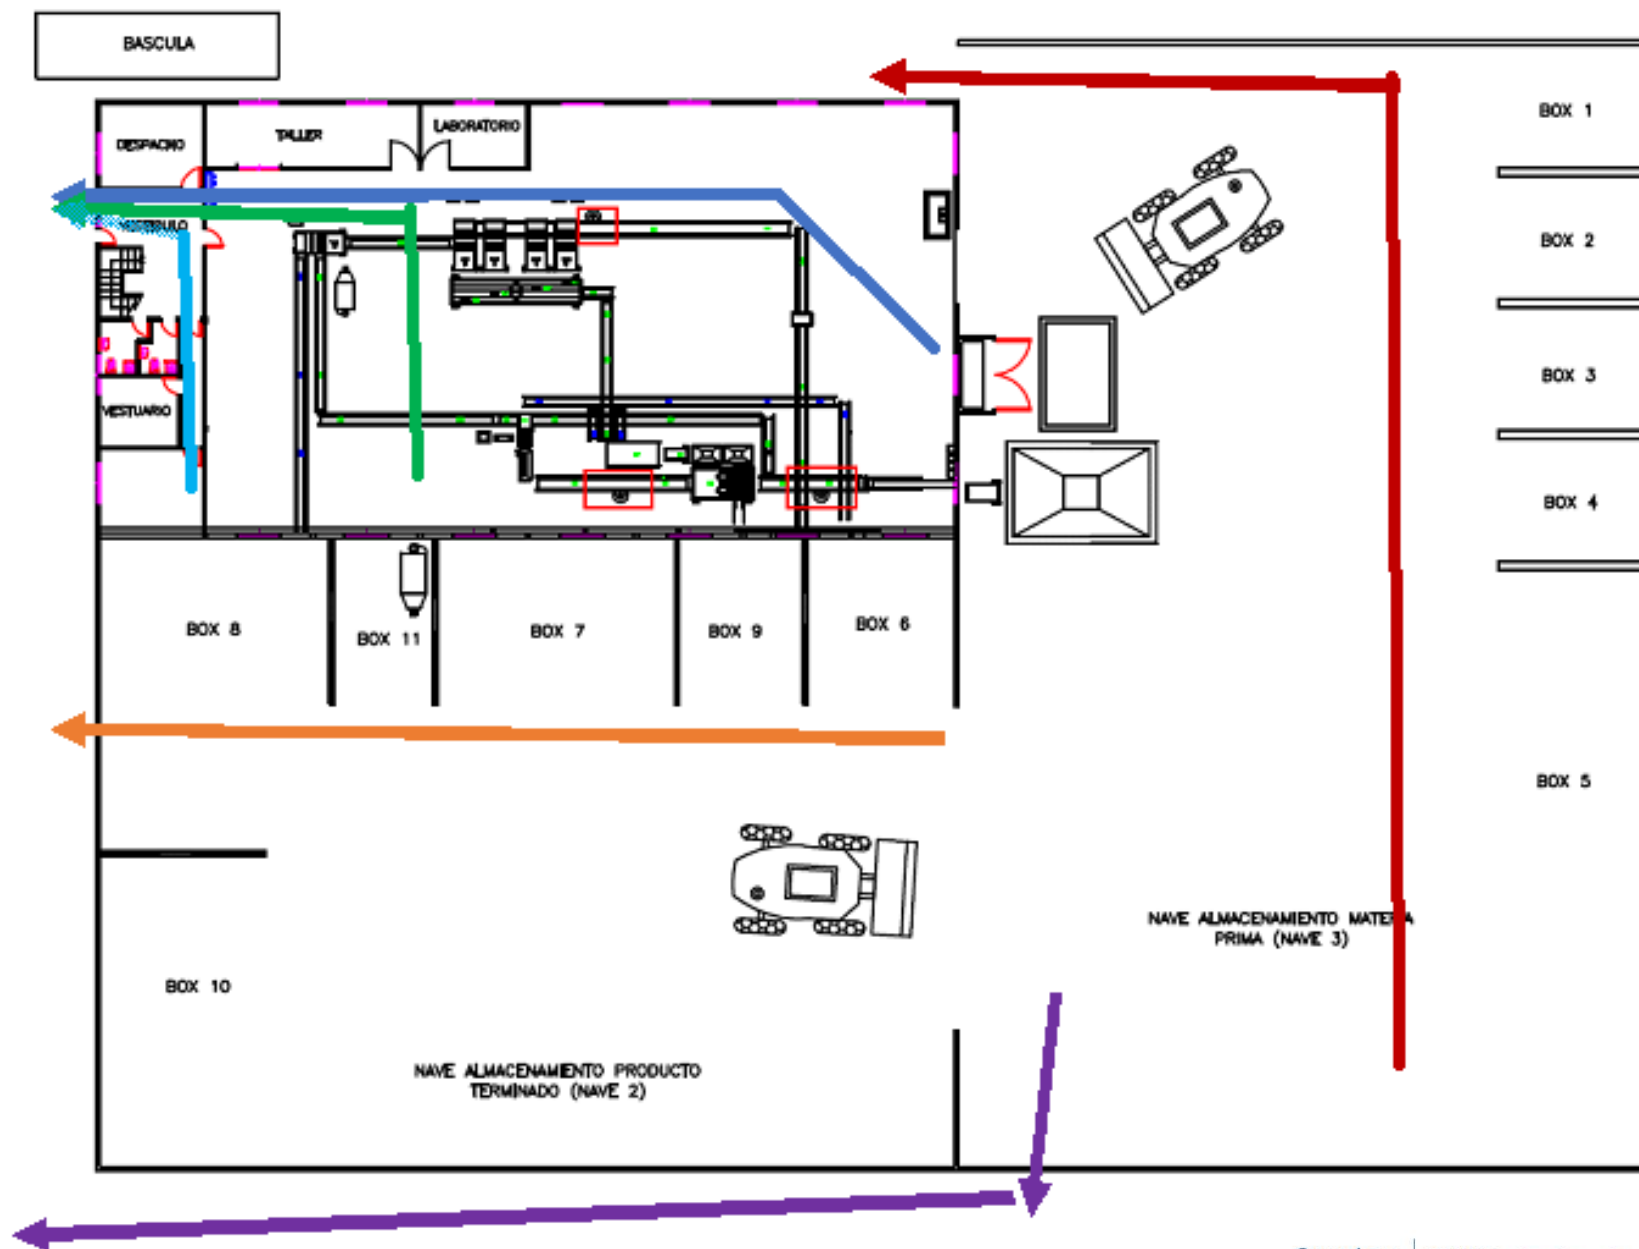 BASCULA
DESPACHO
TALLER
LABORATORIO
BOX 1
BOX 2
BOX 3
VESTUARIO
BOX 4
BOX 8
BOX 11
BOX 7
BOX 9
BOX 6
BOX 5
NAVE ALMACENAMIENTO MATERIA
PRIMA (NAVE 3)
BOX 10
NAVE ALMACENAMIENTO PRODUCTO
TERMINADO (NAVE 2)